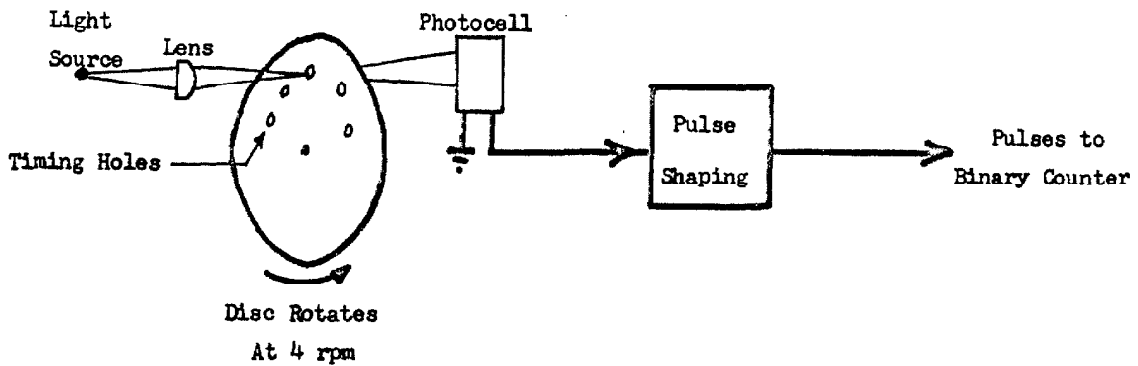 Light
Source
Lens
Photocell
Timing Holes
Pulse
Shaping
Pulses to
Binary Counter
Disc Rotates
At 4 rpm